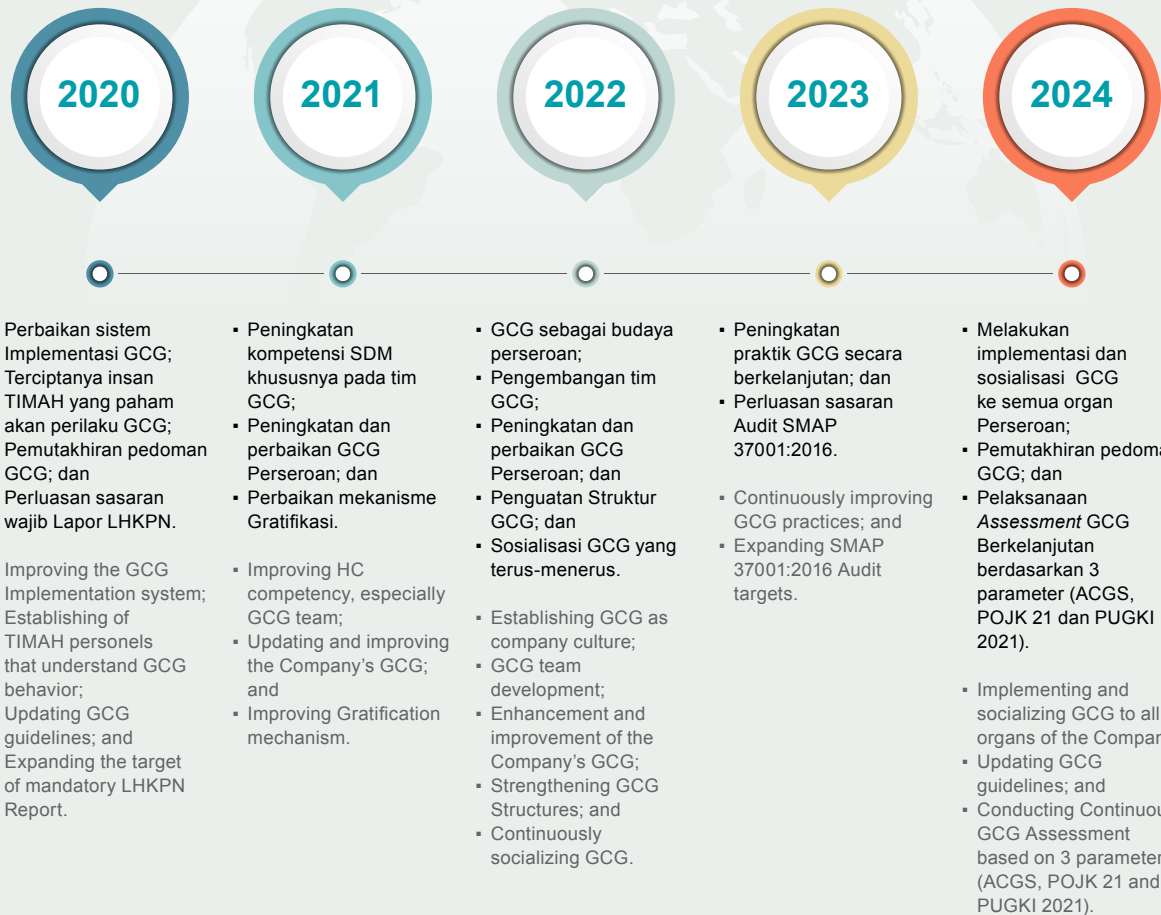 2020
2021
2022
2023
2024
Perbaikan sistem
Implementasi GCG;
Terciptanya insan
TIMAH yang paham
akan perilaku GCG;
Pemutakhiran pedoman
GCG; dan
Perluasan sasaran
wajib Lapor LHKPN.
Improving the GCG
Implementation system;
Establishing of
TIMAH personels
that understand GCG
behavior;
Updating GCG
guidelines; and
Expanding the target
of mandatory LHKPN
Report.
▪ Peningkatan
kompetensi SDM
khususnya pada tim
GCG;
▪ Peningkatan dan
perbaikan GCG
Perseroan; dan
▪ Perbaikan mekanisme
Gratifikasi.
▪ Improving HC
competency, especially
GCG team;
▪ Updating and improving
the Company's GCG;
and
▪ Improving Gratification
mechanism.
▪ GCG sebagai budaya
perseroan;
▪ Pengembangan tim
GCG;
▪ Peningkatan dan
perbaikan GCG
Perseroan; dan
▪ Penguatan Struktur
GCG; dan
▪ Sosialisasi GCG yang
terus-menerus.
▪ Establishing GCG as
company culture;
▪ GCG team
development;
▪ Enhancement and
improvement of the
Company's GCG;
▪ Strengthening GCG
Structures; and
▪ Continuously
socializing GCG.
▪ Peningkatan
praktik GCG secara
berkelanjutan; dan
▪ Perluasan sasaran
Audit SMAP
37001:2016.
▪ Continuously improving
GCG practices; and
▪ Expanding SMAP
37001:2016 Audit
targets.
▪ Melakukan
implementasi dan
sosialisasi GCG
ke semua organ
Perseroan;
▪ Pemutakhiran pedoma
GCG; dan
▪ Pelaksanaan
Assessment GCG
Berkelanjutan
berdasarkan 3
parameter (ACGS,
POJK 21 dan PUGKI
2021).
▪ Implementing and
socializing GCG to all
organs of the Compan
▪ Updating GCG
guidelines; and
▪ Conducting Continuou
GCG Assessment
based on 3 parameter
(ACGS, POJK 21 and
PUGKI 2021).